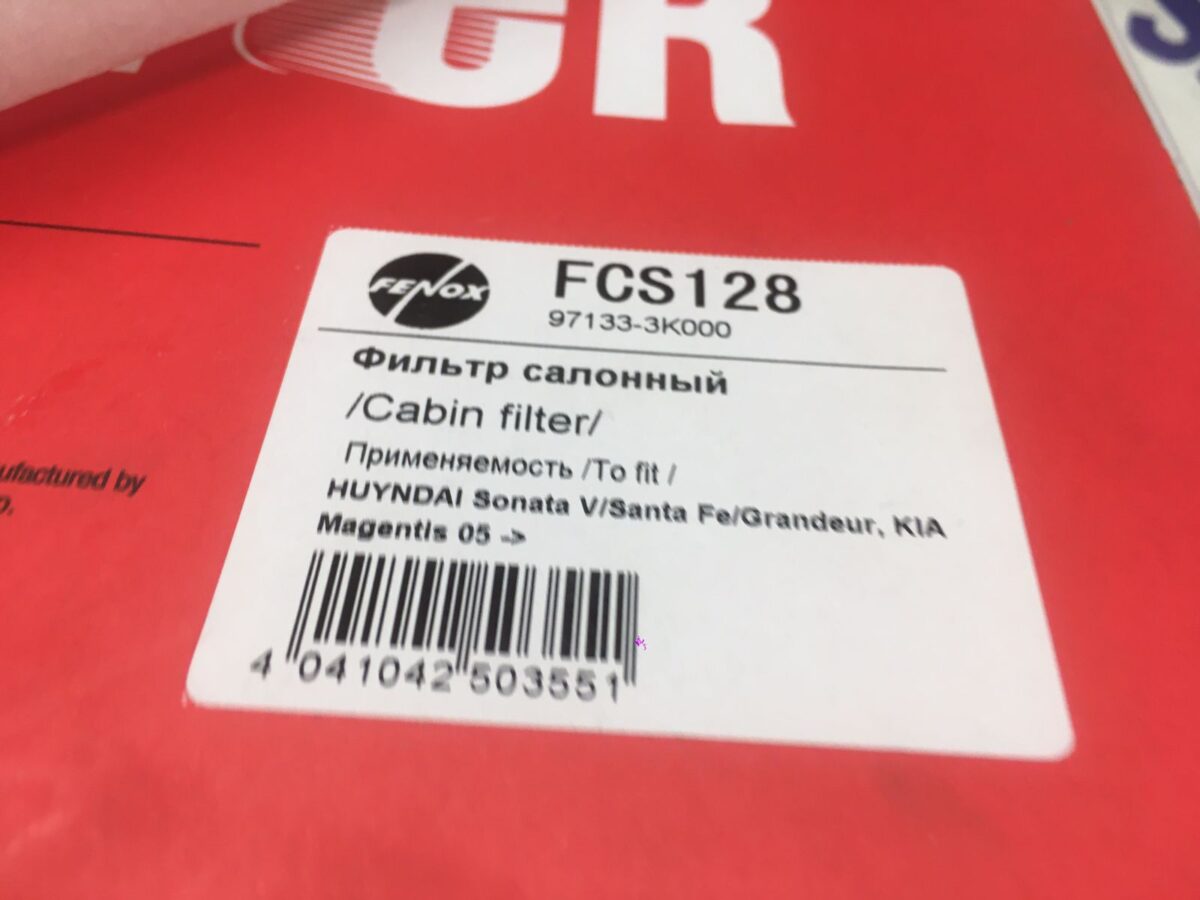 CR
FENOX
FCS128
97133-3K000
Фильтр салонный
/Cabin filter/
Применяемость /To fit /
HUYNDAI Sonata V/Santa Fe/Grandeur, KIA
Magentis 05 ->
4 041042 503551
ufactured by